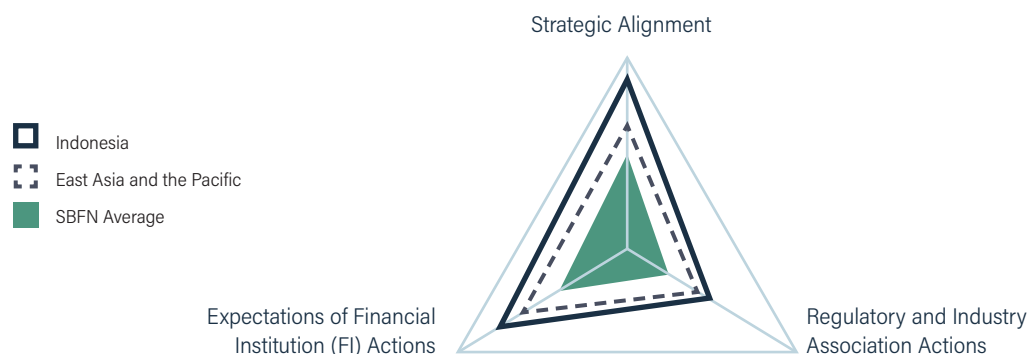 Strategic Alignment
Indonesia
East Asia and the Pacific
SBFN Average
Expectations of Financial
Institution (FI) Actions
Regulatory and Industry
Association Actions